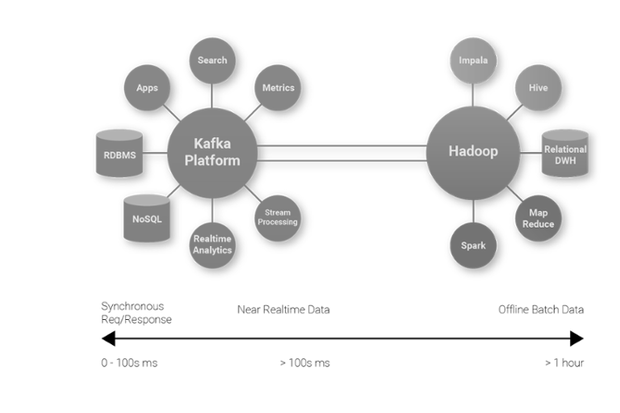 Search
Apps
Metrics
Kafka
Platform
RDBMS
NoSQL
Stream
Processing
Realtime
Analytics
Impala
Hive
Hadoop
Relational
DWH
Map
Reduce
Spark
Synchronous
Req/Response
Near Realtime Data
Offline Batch Data
0 - 100s ms
> 100s ms
> 1 hour